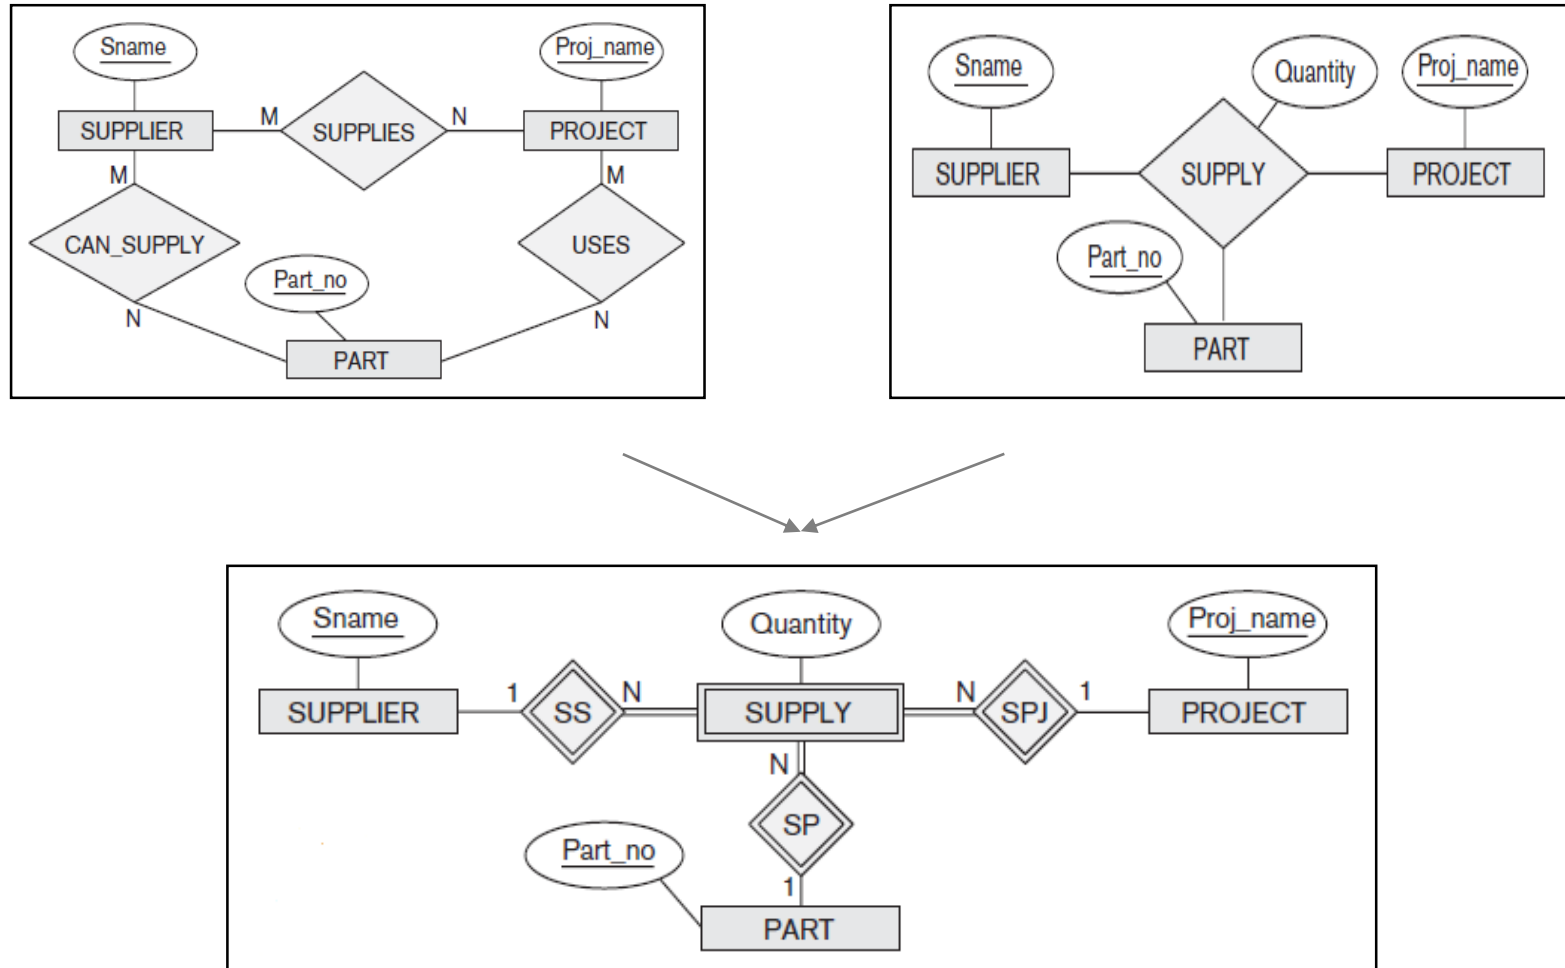 Sname
Proj_name
SUPPLIER
M
SUPPLIES
N
PROJECT
M
M
CAN_SUPPLY
USES
Part_no
N
N
PART
Sname
Quantity
Proj_name
SUPPLIER
SUPPLY
PROJECT
Part_no
PART
Sname
Quantity
Proj_name
SUPPLIER
1
SS
N
SUPPLY
N
SPJ
1
PROJECT
N
SP
Part_no
1
PART